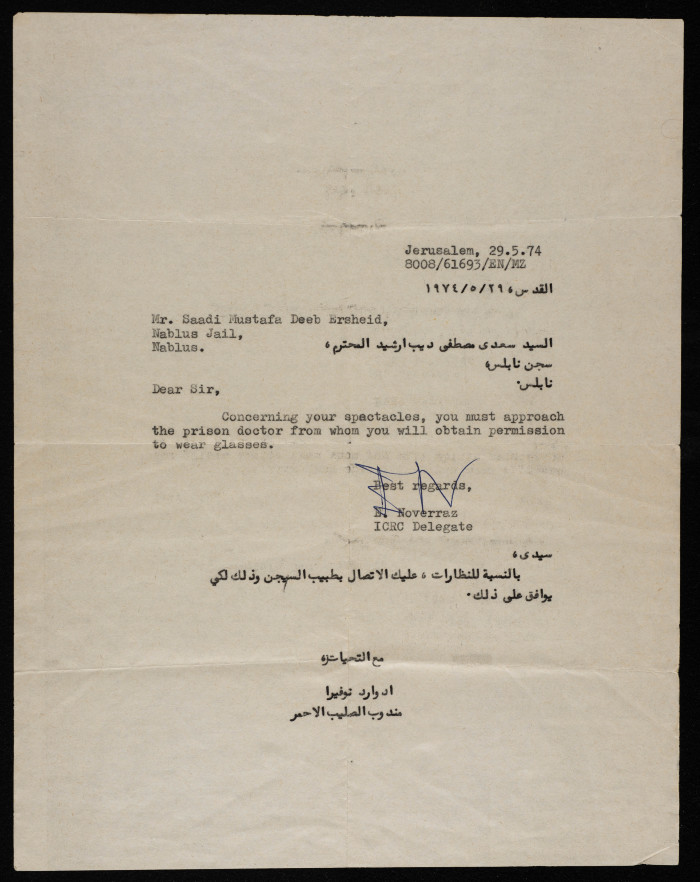 Jerusalem, 29.5.74
8008/61693/EN/MZ
القدس، ١٩٧٤/٥/٢٩
Mr. Saadi Mustafa Deeb Ersheid,
Nablus Jail,
Nablus.
السيد سعدى مصطفى ديب ارشيد المحترم،
سجن نابلس،
نابلس.
Dear Sir,
Concerning your spactacles, you must approach
the prison doctor from whom you will obtain permission
to wear glasses.
Best regards,
E. Noverraz
ICRC Delegate
سيدى،
بالنسبة للنظارات ، عليك الاتصال بطبيب السجن وذلك لكي
يوافق على ذلك.
مع التحيات،
ادوارد نوفيرا
مندوب الصليب الاحمر